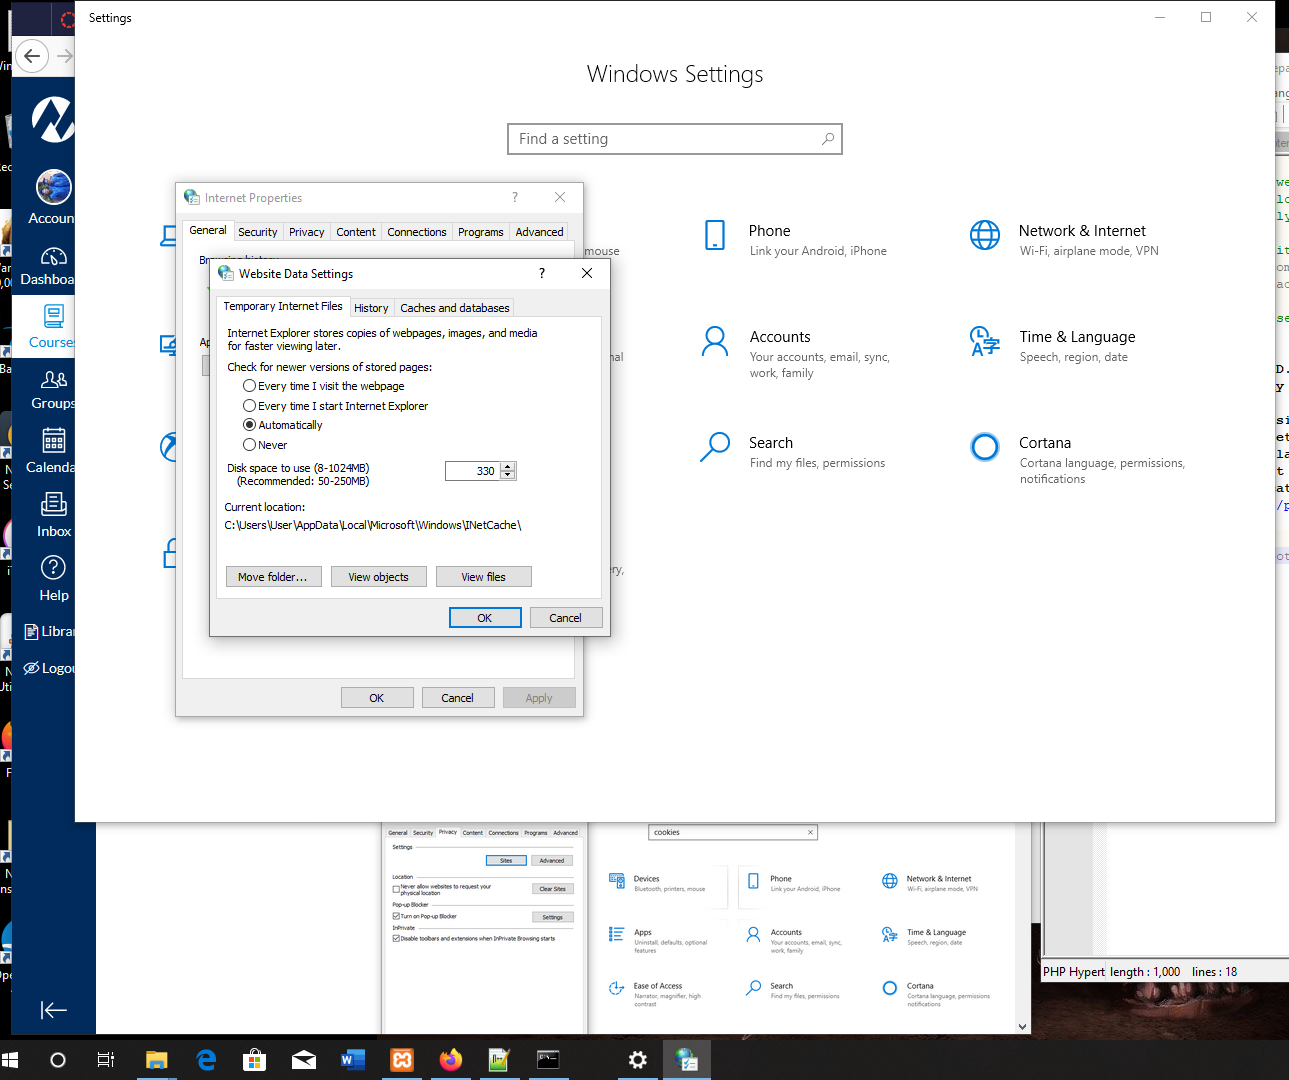 Settings
Windows Settings
Find a setting
Internet Properties
?
General
Security
Privacy
Content
Connections
Programs
Advanced
mouse
Website Data Settings
?
Temporary Internet Files
History
Caches and databases
Internet Explorer stores copies of webpages, images, and media
for faster viewing later.
Check for newer versions of stored pages:
Every time I visit the webpage
Every time I start Internet Explorer
Automatically
Never
Disk space to use (8-1024MB)
(Recommended: 50-250MB)
330
Current location:
C:\Users\User\AppData\Local\Microsoft\Windows\INetCache\
Move folder...
View objects
View files
OK
Cancel
OK
Cancel
Apply
Phone
Link your Android, iPhone
Network & Internet
Wi-Fi, airplane mode, VPN
Accounts
Your accounts, email, sync,
work, family
Time & Language
Speech, region, date
Search
Find my files, permissions
Cortana
Cortana language, permissions,
notifications
Accoun
Dashboa
Courses
Groups
Calenda
Inbox
Help
Librar
Logou
General
Security
Privacy
Content
Connections
Programs
Advanced
Settings
Sites
Advanced
Location
Never allow websites to request your
physical location
Clear Sites
Pop-up Blocker
Turn on Pop-up Blocker
Settings
InPrivate
Disable toolbars and extensions when InPrivate Browsing starts
cookies
Devices
Bluetooth, printers, mouse
Phone
Link your Android, iPhone
Network & Internet
Wi-Fi, airplane mode, VPN
Apps
Uninstall, defaults, optional
features
Accounts
Your accounts, email, sync,
work, family
Time & Language
Speech, region, date
Ease of Access
Narrator, magnifier, high
contrast
Search
Find my files, permissions
Cortana
Cortana language, permissions
notifications
PHP Hypert length : 1,000 lines : 18